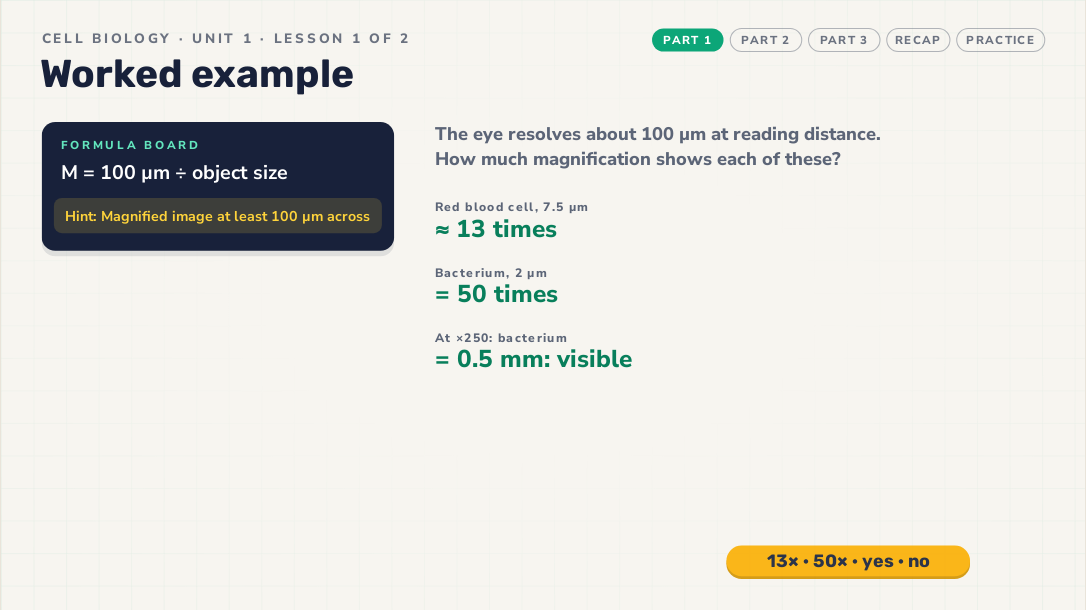 CELL BIOLOGY · UNIT 1 · LESSON 1 OF 2
PART 1
PART 2
PART 3
RECAP
PRACTICE
Worked example
FORMULA BOARD
M = 100 µm ÷ object size
Hint: Magnified image at least 100 µm across
The eye resolves about 100 µm at reading distance.
How much magnification shows each of these?
Red blood cell, 7.5 µm
≈ 13 times
Bacterium, 2 µm
= 50 times
At ×250: bacterium
= 0.5 mm: visible
13× • 50× • yes • no